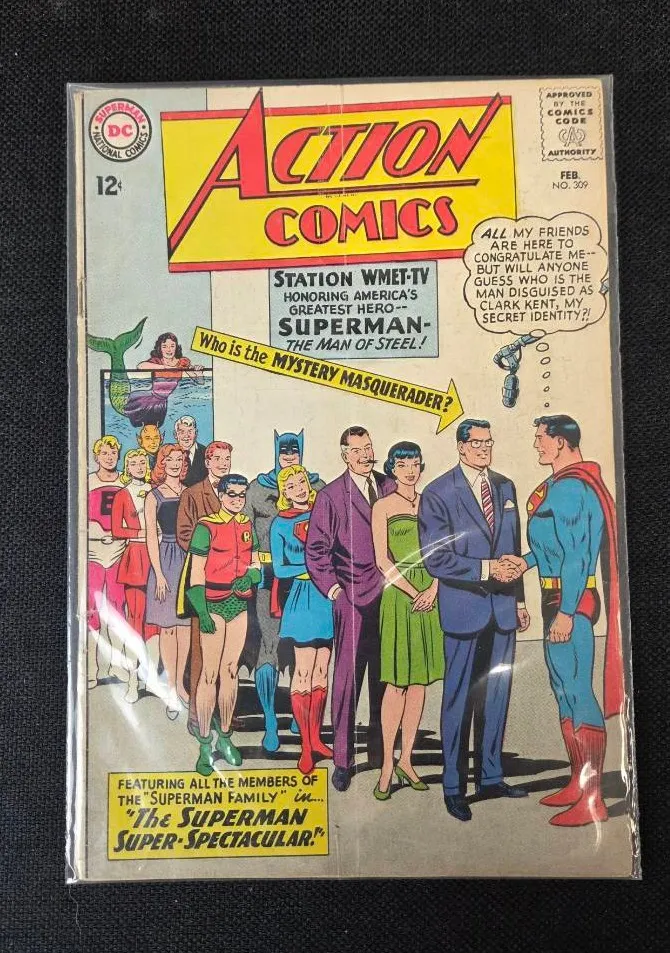 SUPERMAN
DC
NATIONAL COMICS
12¢
ACTION
COMICS
APPROVED
BY THE
COMICS
CODE
AUTHORITY
FEB.
NO. 309
STATION WMET-TV
HONORING AMERICA'S
GREATEST HERO--
SUPERMAN-
THE MAN OF STEEL!
ALL MY FRIENDS
ARE HERE TO
CONGRATULATE ME--
BUT WILL ANYONE
GUESS WHO IS THE
MAN DISGUISED AS
CLARK KENT, MY
SECRET IDENTITY?!
Who is the MYSTERY MASQUERADER?
E
R
FEATURING ALL THE MEMBERS OF
THE "SUPERMAN FAMILY" in...
"The SUPERMAN
SUPER-SPECTACULAR!"